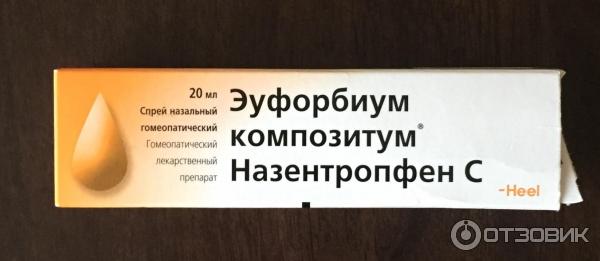 20 мл
Спрей назальный
гомеопатический
Гомеопатический
лекарственный
препарат
Эуфорбиум
композитум®
Назентропфен С
-Heel
ОТЗОВИК